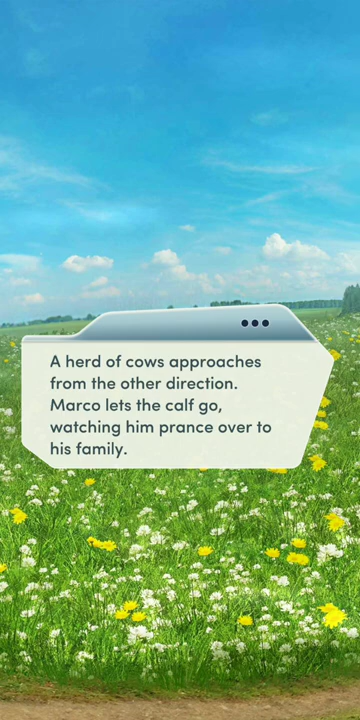 A herd of cows approaches
from the other direction.
Marco lets the calf go,
watching him prance over to
his family.